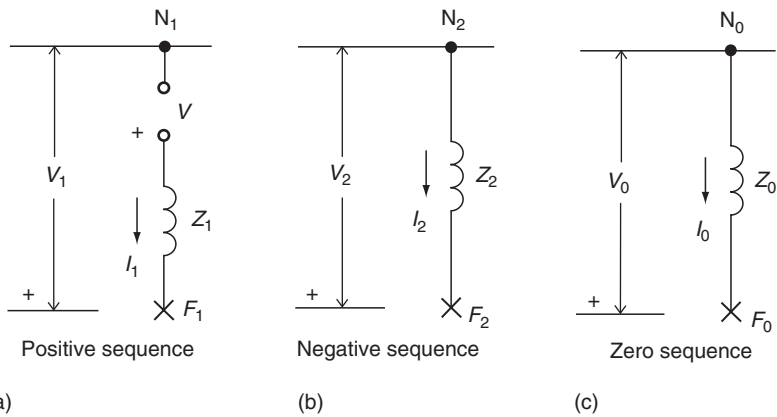 N₁ N₂ N₀
V
+
V₁ Z₁ V₂ Z₂ V₀ Z₀
I₁ I₂ I₀
+ F₁ + F₂ + F₀
Positive sequence Negative sequence Zero sequence
(b) (c)